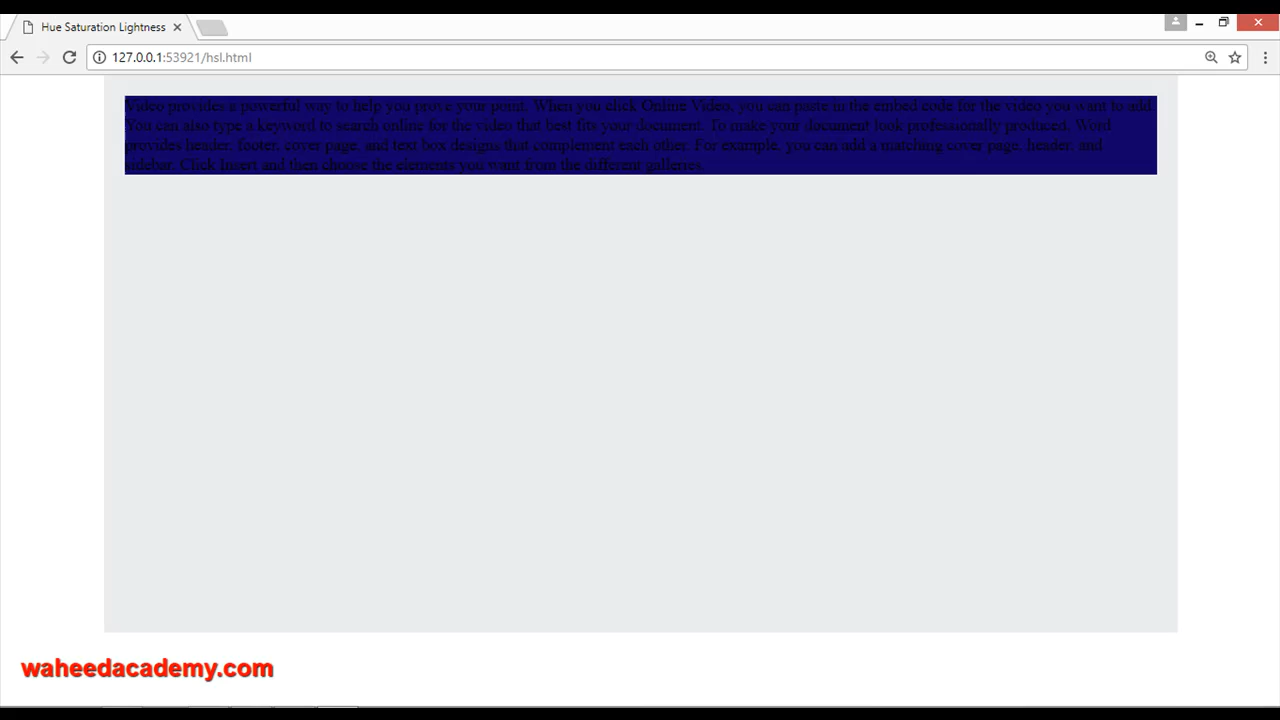 Hue Saturation Lightness
127.0.0.1:53921/hsl.html
Video provides a powerful way to help you prove your point. When you click Online Video, you can paste in the embed code for the video you want to add.
You can also type a keyword to search online for the video that best fits your document. To make your document look professionally produced, Word
provides header, footer, cover page, and text box designs that complement each other. For example, you can add a matching cover page, header, and
sidebar. Click Insert and then choose the elements you want from the different galleries.
waheedacademy.com